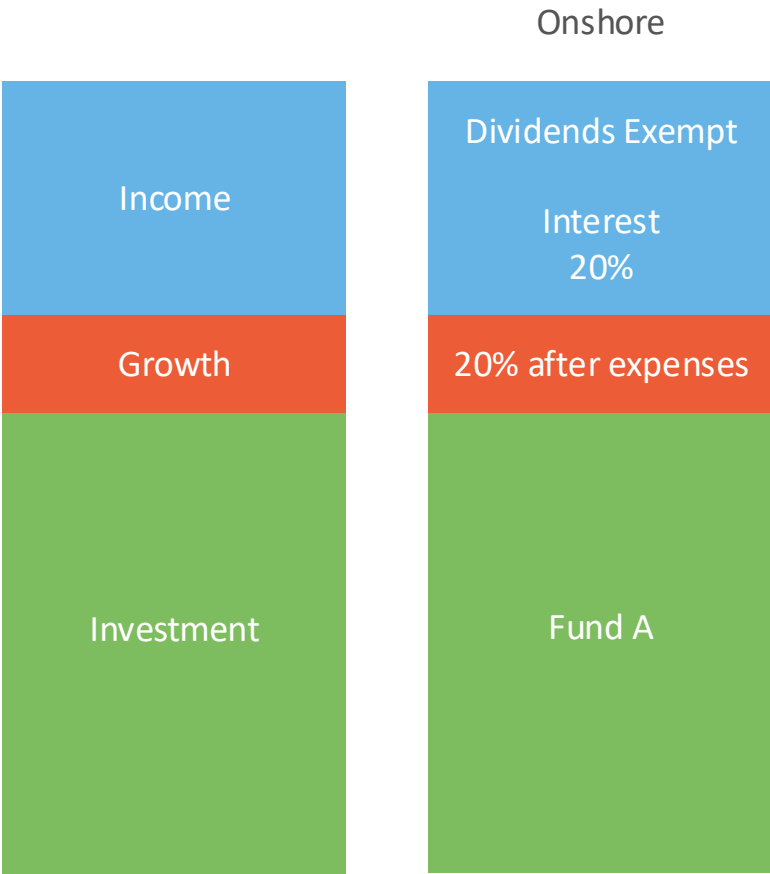 Onshore
Income
Dividends Exempt
Interest
20%
Growth
20% after expenses
Investment
Fund A